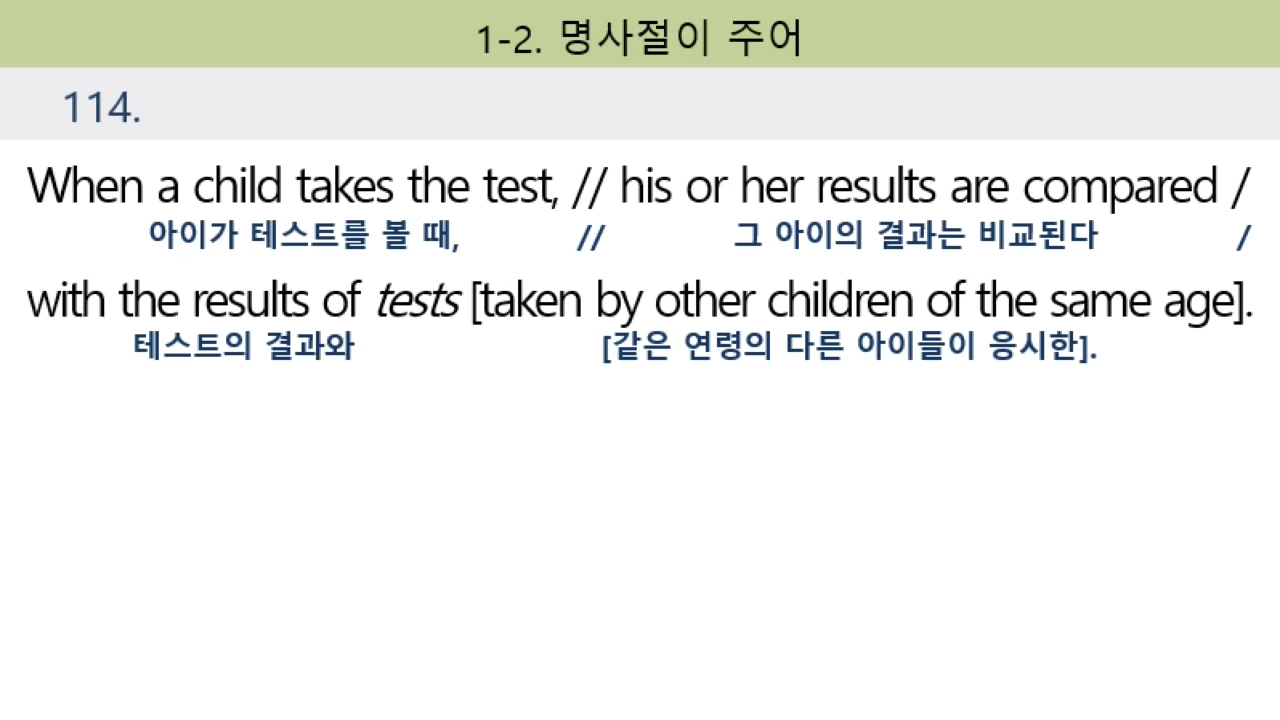 1-2. 명사절이 주어
114.
When a child takes the test, // his or her results are compared /
아이가 테스트를 볼 때, // 그 아이의 결과는 비교된다 /
with the results of tests [taken by other children of the same age].
테스트의 결과와 [같은 연령의 다른 아이들이 응시한].